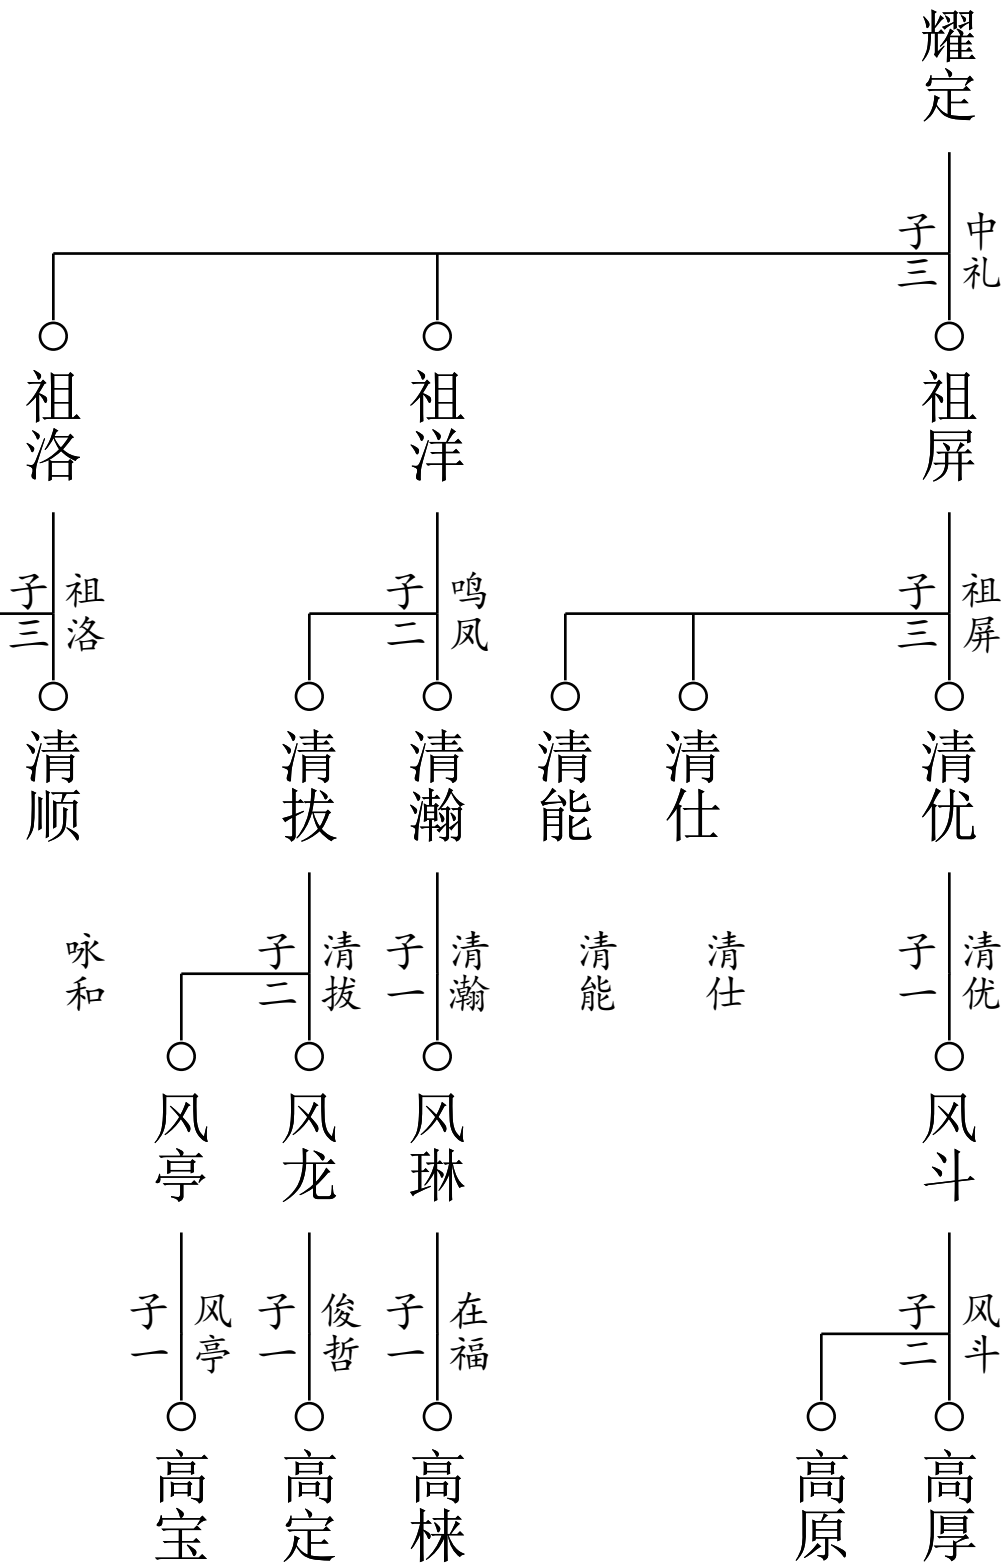 耀定
中礼
子三
祖屏
祖洋
祖洛
祖屏
子三
鸣凤
子二
祖洛
子三
清优
清仕
清能
清瀚
清拔
清顺
清优
子一
清仕
清能
清瀚
子一
清拔
子二
咏和
风斗
风琳
风龙
风亭
风斗
子二
在福
子一
俊哲
子一
风亭
子一
高厚
高原
高梾
高定
高宝